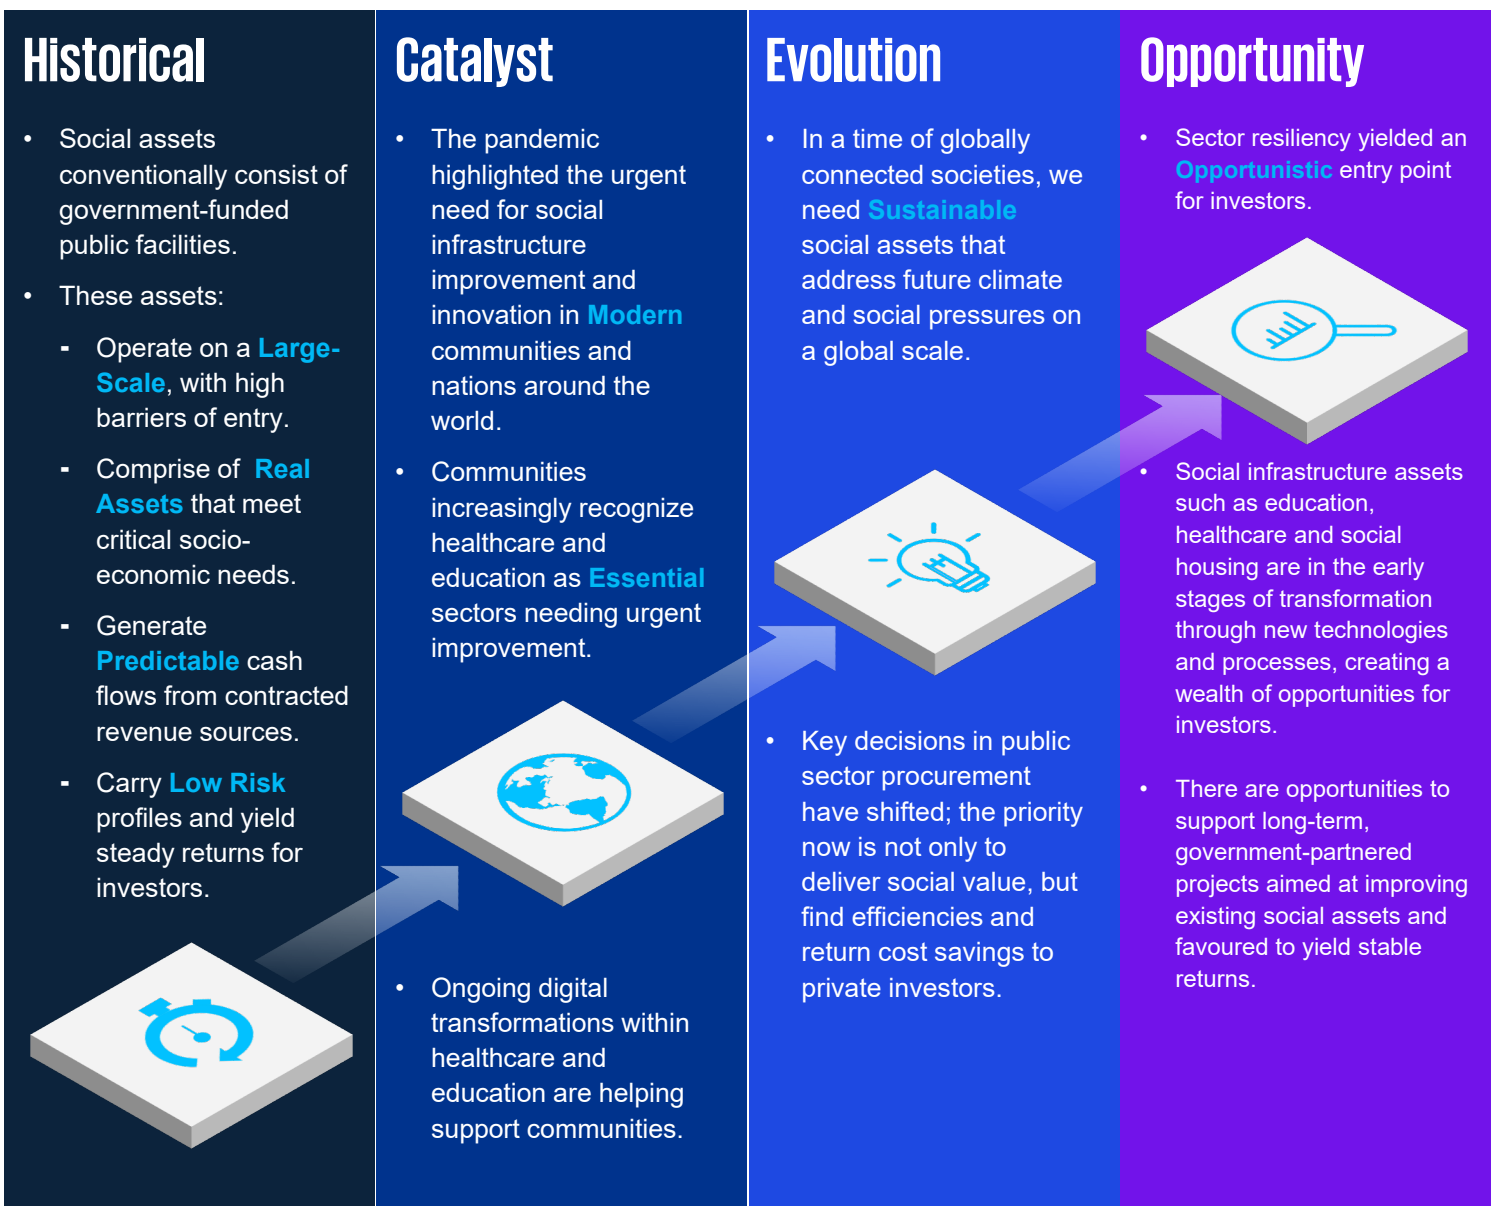 Historical
• Social assets
conventionally consist of
government-funded
public facilities.
• These assets:
- Operate on a Large-
Scale, with high
barriers of entry.
- Comprise of  Real
Assets that meet
critical socio-
economic needs.
- Generate
Predictable cash
flows from contracted
revenue sources.
- Carry Low Risk
profiles and yield
steady returns for
investors.
Catalyst
• The pandemic
highlighted the urgent
need for social
infrastructure
improvement and
innovation in Modern
communities and
nations around the
world.
• Communities
increasingly recognize
healthcare and
education as Essential
sectors needing urgent
improvement.
• Ongoing digital
transformations within
healthcare and
education are helping
support communities.
Evolution
• In a time of globally
connected societies, we
need Sustainable
social assets that
address future climate
and social pressures on
a global scale.
• Key decisions in public
sector procurement
have shifted; the priority
now is not only to
deliver social value, but
find efficiencies and
return cost savings to
private investors.
Opportunity
• Sector resiliency yielded an
Opportunistic entry point
for investors.
• Social infrastructure assets
such as education,
healthcare and social
housing are in the early
stages of transformation
through new technologies
and processes, creating a
wealth of opportunities for
investors.
• There are opportunities to
support long-term,
government-partnered
projects aimed at improving
existing social assets and
favoured to yield stable
returns.